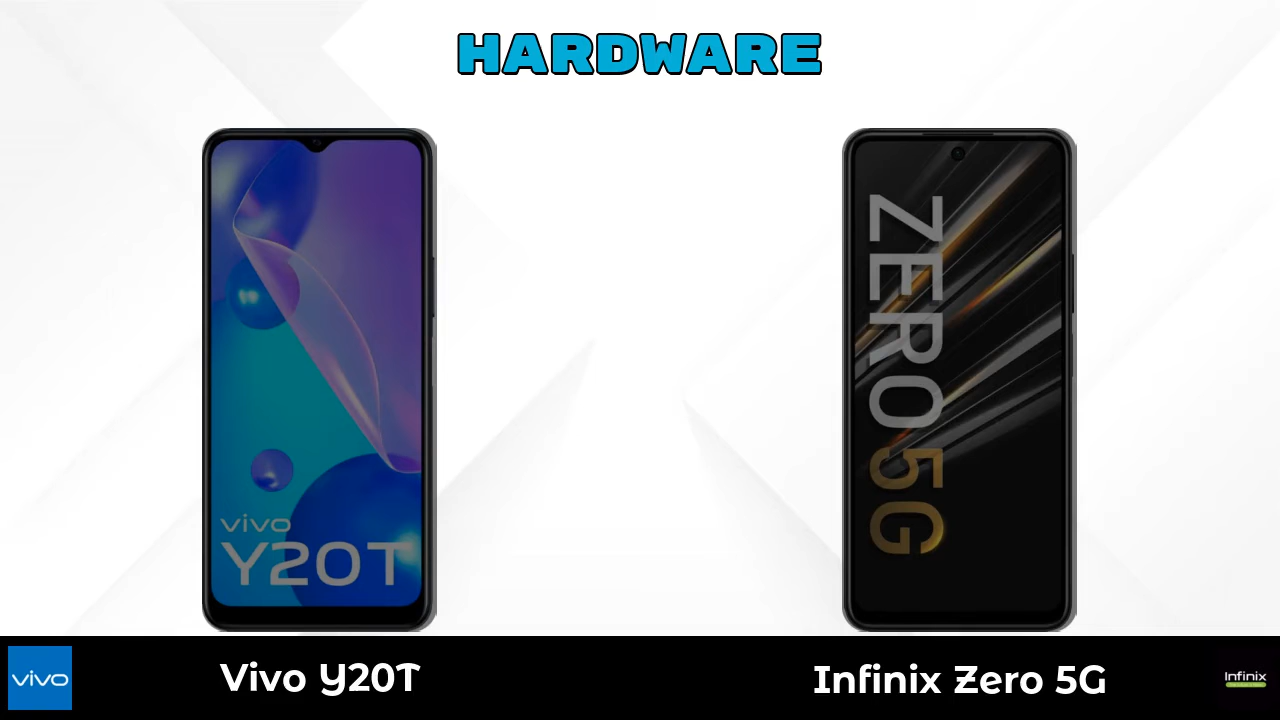 HARDWARE
vivo
Y20T
ZERO 5G
vivo
Vivo Y20T
Infinix Zero 5G
Infinix